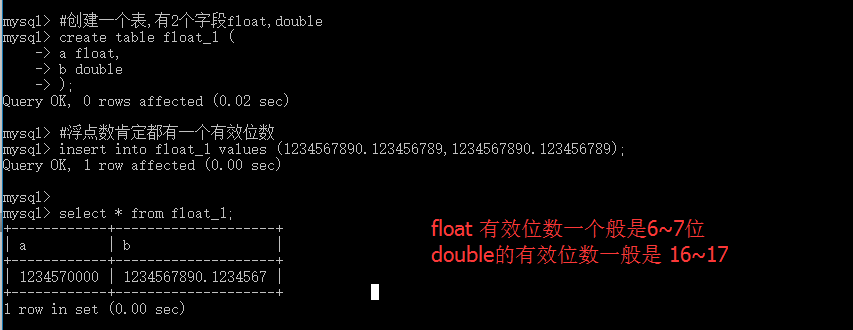 mysql> #创建一个表,有2个字段float,double
mysql> create table float_1 (
    -> a float,
    -> b double
    -> );
Query OK, 0 rows affected (0.02 sec)
mysql> #浮点数肯定都有一个有效位数
mysql> insert into float_1 values (1234567890.123456789,1234567890.123456789);
Query OK, 1 row affected (0.00 sec)
mysql>
mysql> select * from float_1;
+------------+--------------------+
| a          | b                  |
+------------+--------------------+
| 1234570000 | 1234567890.1234567 |
+------------+--------------------+
1 row in set (0.00 sec)
float 有效位数一个般是6~7位
double的有效位数一般是 16~17